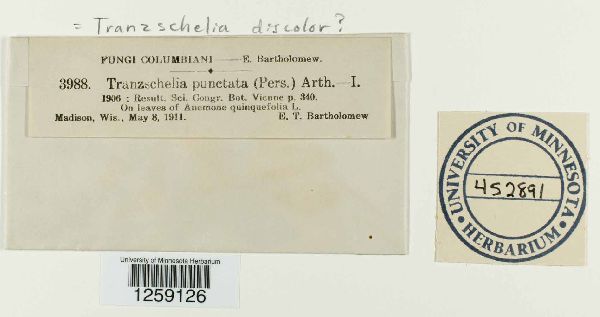 = Tranzschelia discolor?
FUNGI COLUMBIANI — E. Bartholomew.
3988. Tranzschelia punctata (Pers.) Arth.—I.
1906 : Result. Sci. Congr. Bot. Vienne p. 340.
On leaves of Anemone quinquefolia L.
Madison, Wis., May 8, 1911. E. T. Bartholomew
UNIVERSITY OF MINNESOTA
452891
• HERBARIUM •
University of Minnesota Herbarium
1259126